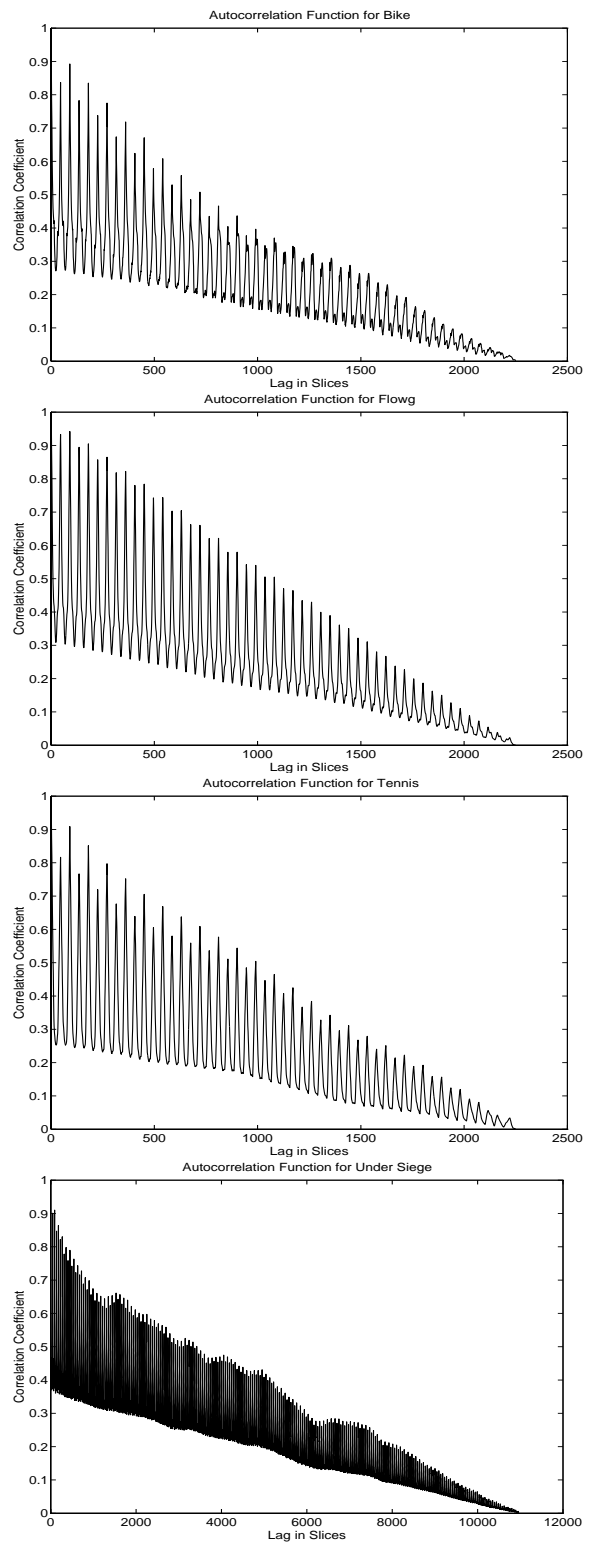 Autocorrelation Function for Bike
1
0.9
0.8
0.7
0.6
0.5
0.4
0.3
0.2
0.1
0
Correlation Coefficient
0 500 1000 1500 2000 2500
Lag in Slices
Autocorrelation Function for Flowg
1
0.9
0.8
0.7
0.6
0.5
0.4
0.3
0.2
0.1
0
Correlation Coefficient
0 500 1000 1500 2000 2500
Lag in Slices
Autocorrelation Function for Tennis
1
0.9
0.8
0.7
0.6
0.5
0.4
0.3
0.2
0.1
0
Correlation Coefficient
0 500 1000 1500 2000 2500
Lag in Slices
Autocorrelation Function for Under Siege
1
0.9
0.8
0.7
0.6
0.5
0.4
0.3
0.2
0.1
0
Correlation Coefficient
0 2000 4000 6000 8000 10000 12000
Lag in Slices